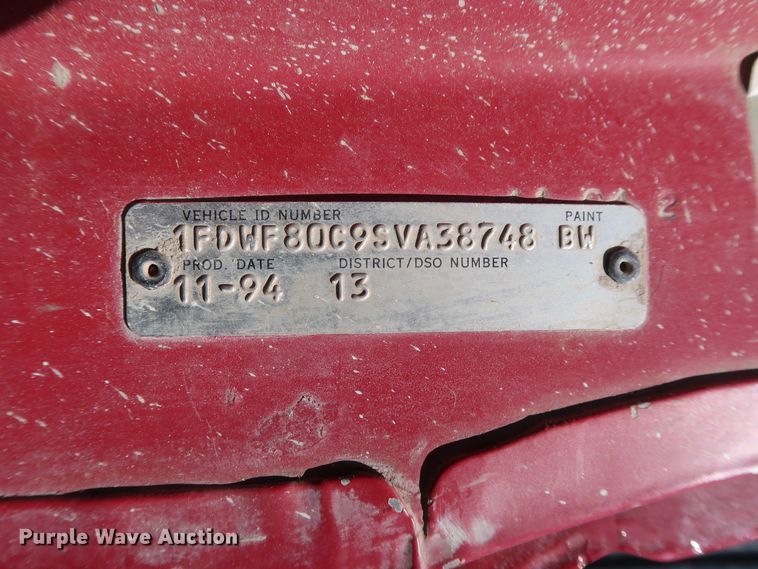 VEHICLE ID NUMBER PAINT
1FDWF80C9SVA38748 BW
PROD. DATE DISTRICT/DSO NUMBER
11-94 13
Purple Wave Auction